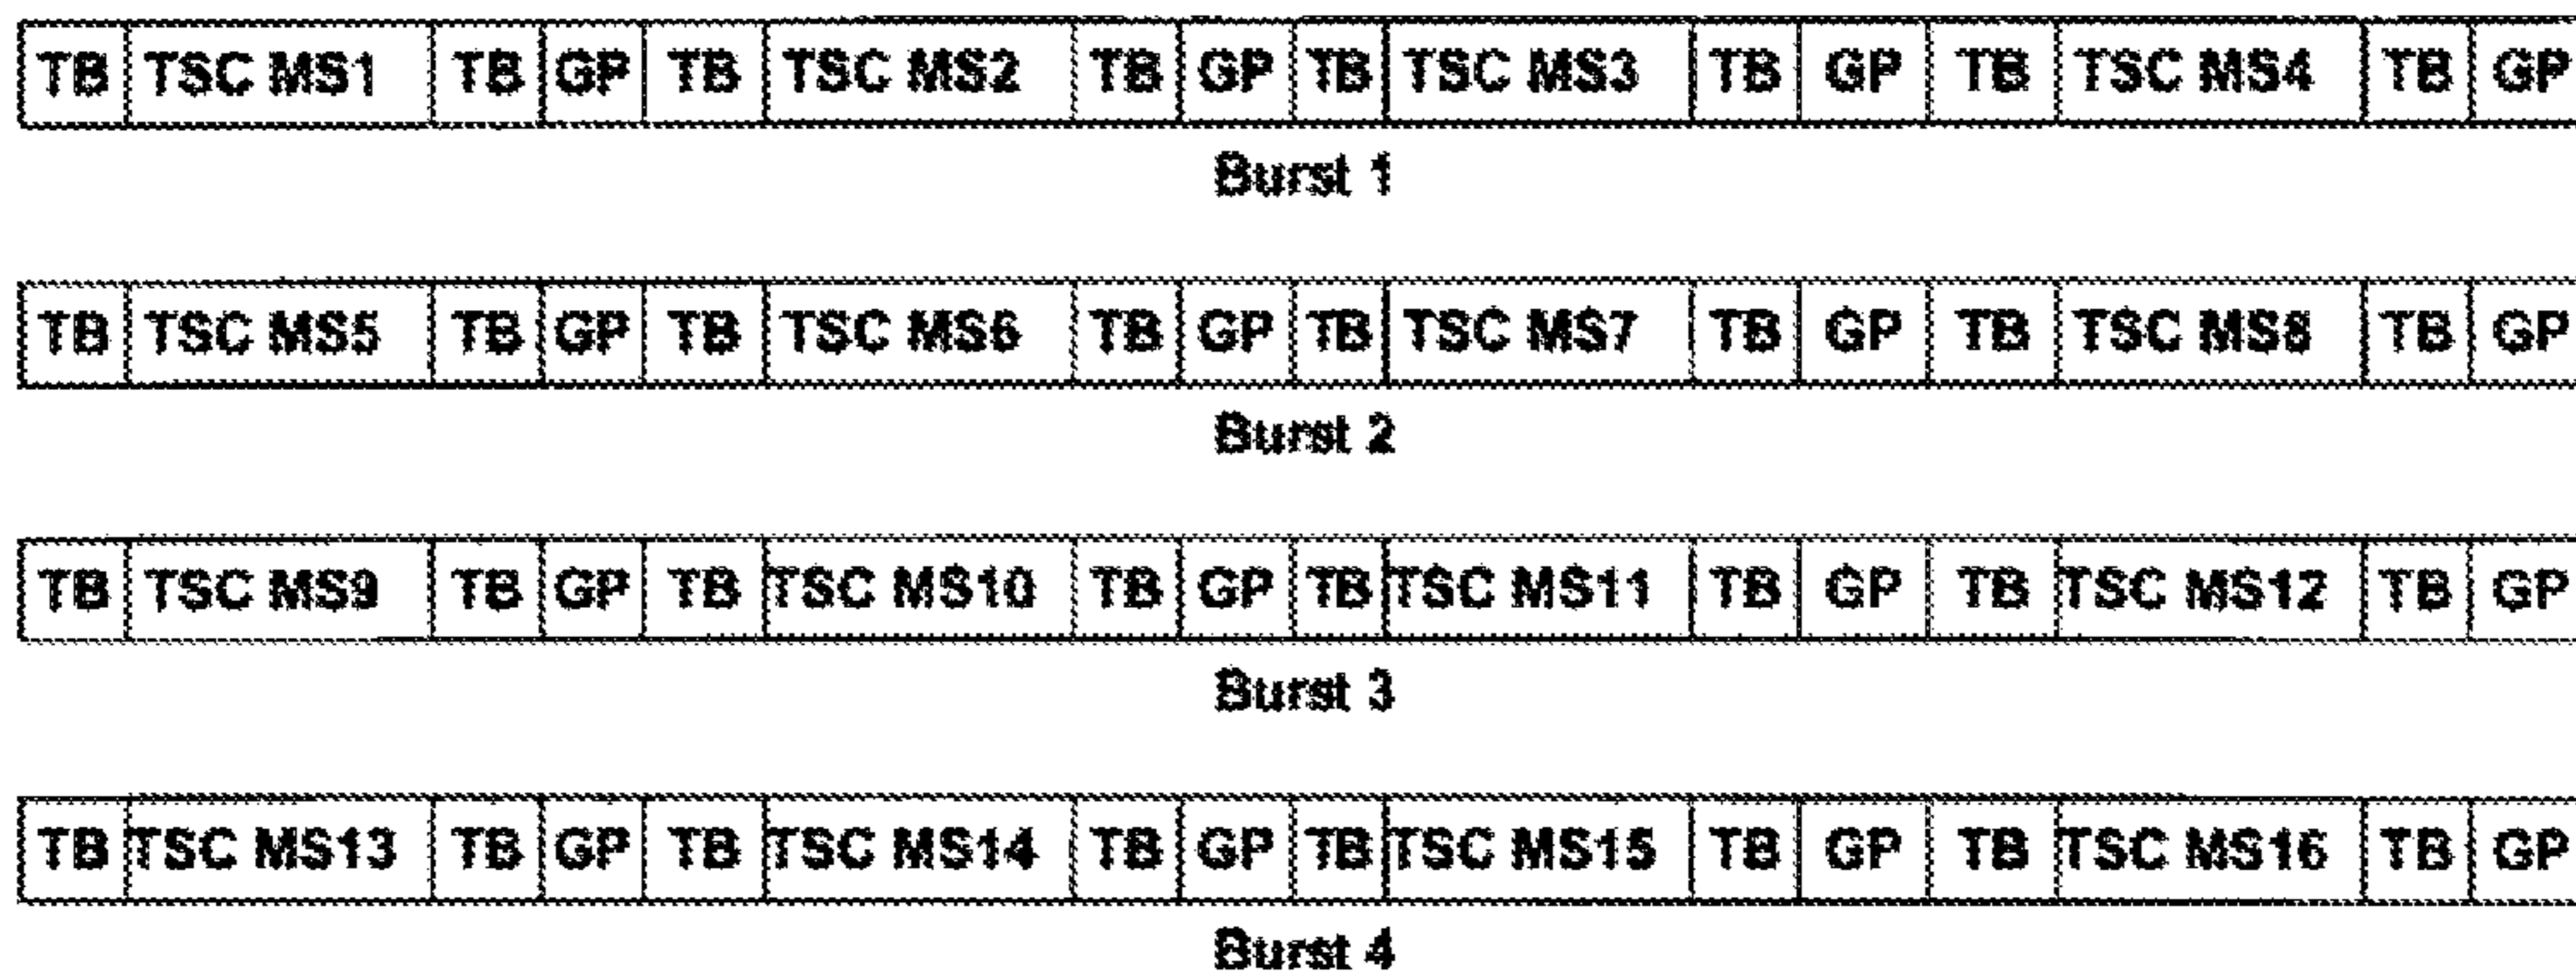 TB TSC MS1 TB GP TB TSC MS2 TB GP TB TSC MS3 TB GP TB TSC MS4 TB GP
Burst 1
TB TSC MS5 TB GP TB TSC MS6 TB GP TB TSC MS7 TB GP TB TSC MS8 TB GP
Burst 2
TB TSC MS9 TB GP TB TSC MS10 TB GP TB TSC MS11 TB GP TB TSC MS12 TB GP
Burst 3
TB TSC MS13 TB GP TB TSC MS14 TB GP TB TSC MS15 TB GP TB TSC MS16 TB GP
Burst 4